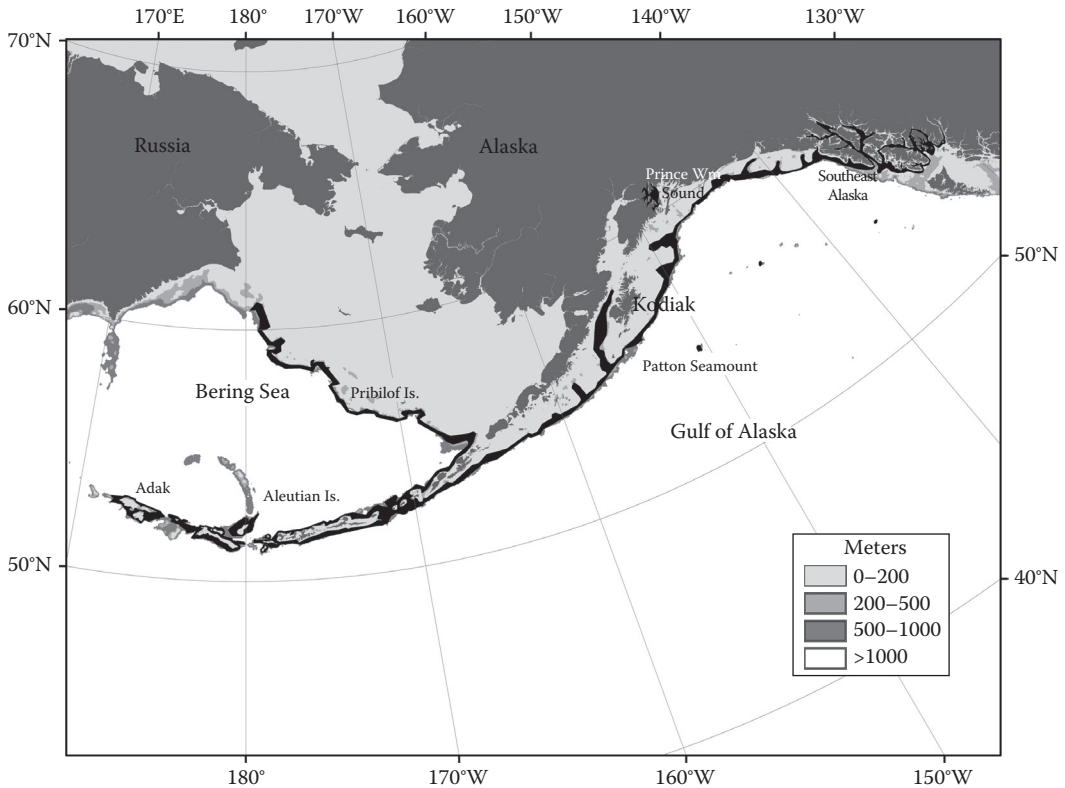 170°E 180° 170°W 160°W 150°W 140°W 130°W
70°N
Russia
Alaska
Prince Wm
Sound
Southeast
Alaska
50°N
60°N
Kodiak
Patton Seamount
Bering Sea
Pribilof Is.
Gulf of Alaska
Adak
Aleutian Is.
Meters
0–200
200–500
500–1000
>1000
50°N
40°N
180° 170°W 160°W 150°W